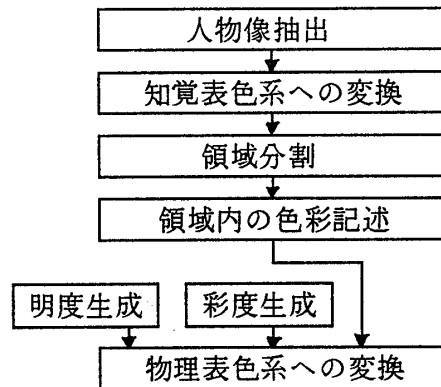 人物像抽出
知覚表色系への変換
領域分割
領域内の色彩記述
明度生成
彩度生成
物理表色系への変換